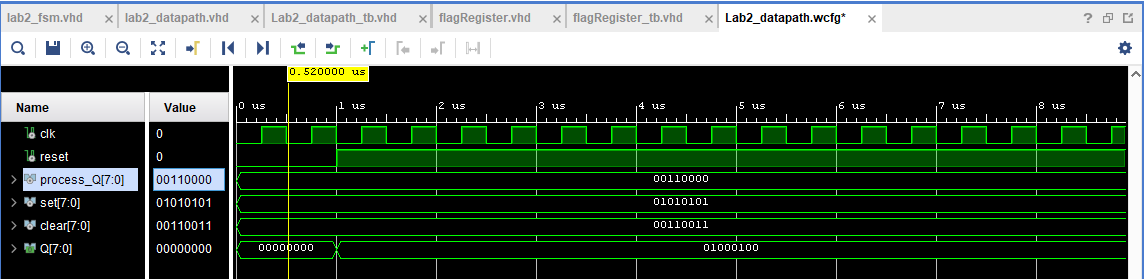 lab2_fsm.vhd × lab2_datapath.vhd × Lab2_datapath_tb.vhd × flagRegister.vhd × flagRegister_tb.vhd × Lab2_datapath.wcfg* × ?
0.520000 us
Name Value 0 us 1 us 2 us 3 us 4 us 5 us 6 us 7 us 8 us
clk 0
reset 0
process_Q[7:0] 00110000 00110000
set[7:0] 01010101 01010101
clear[7:0] 00110011 00110011
Q[7:0] 00000000 00000000 01000100